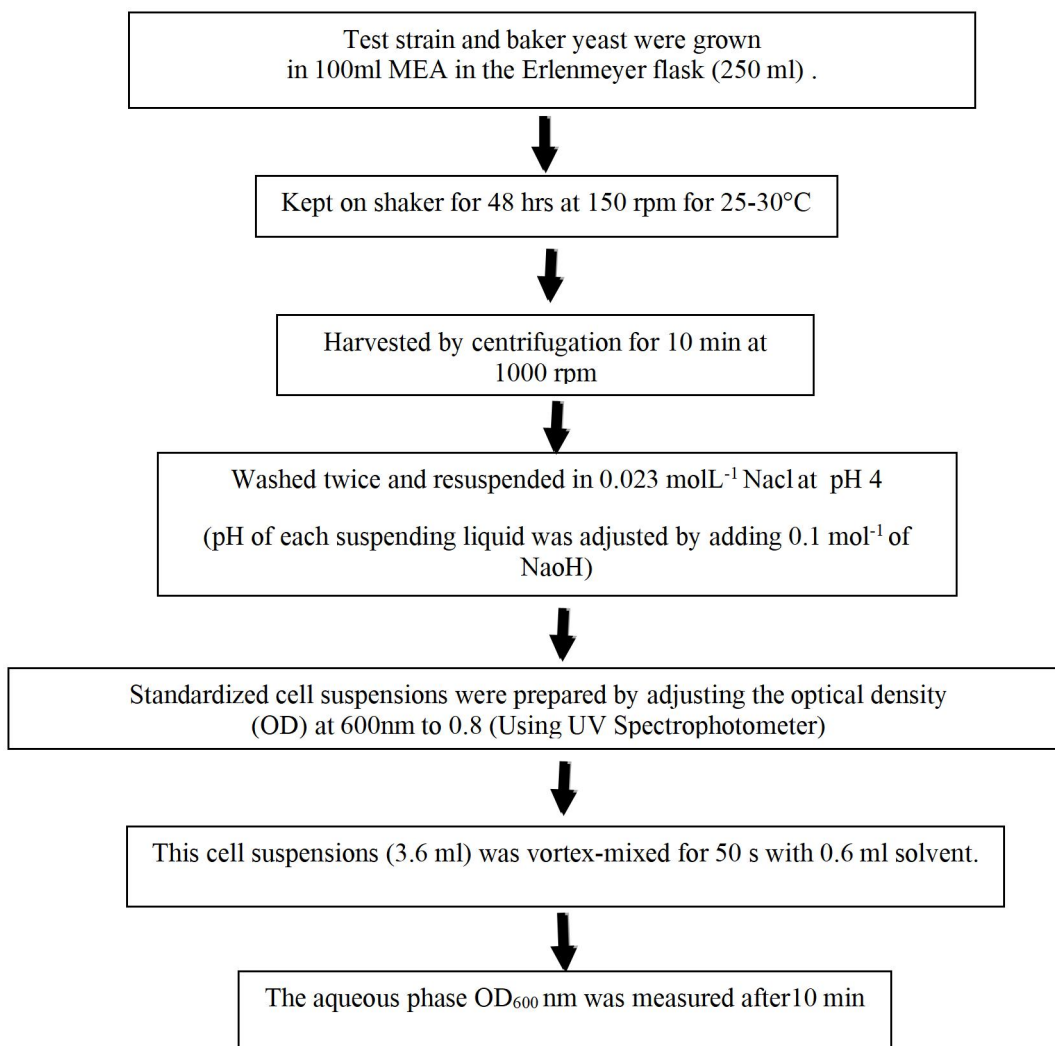 Test strain and baker yeast were grown
in 100ml MEA in the Erlenmeyer flask (250 ml) .
Kept on shaker for 48 hrs at 150 rpm for 25-30°C
Harvested by centrifugation for 10 min at
1000 rpm
Washed twice and resuspended in 0.023 molL⁻¹ Nacl at pH 4
(pH of each suspending liquid was adjusted by adding 0.1 mol⁻¹ of
NaoH)
Standardized cell suspensions were prepared by adjusting the optical density
(OD) at 600nm to 0.8 (Using UV Spectrophotometer)
This cell suspensions (3.6 ml) was vortex-mixed for 50 s with 0.6 ml solvent.
The aqueous phase OD₆₀₀ nm was measured after10 min